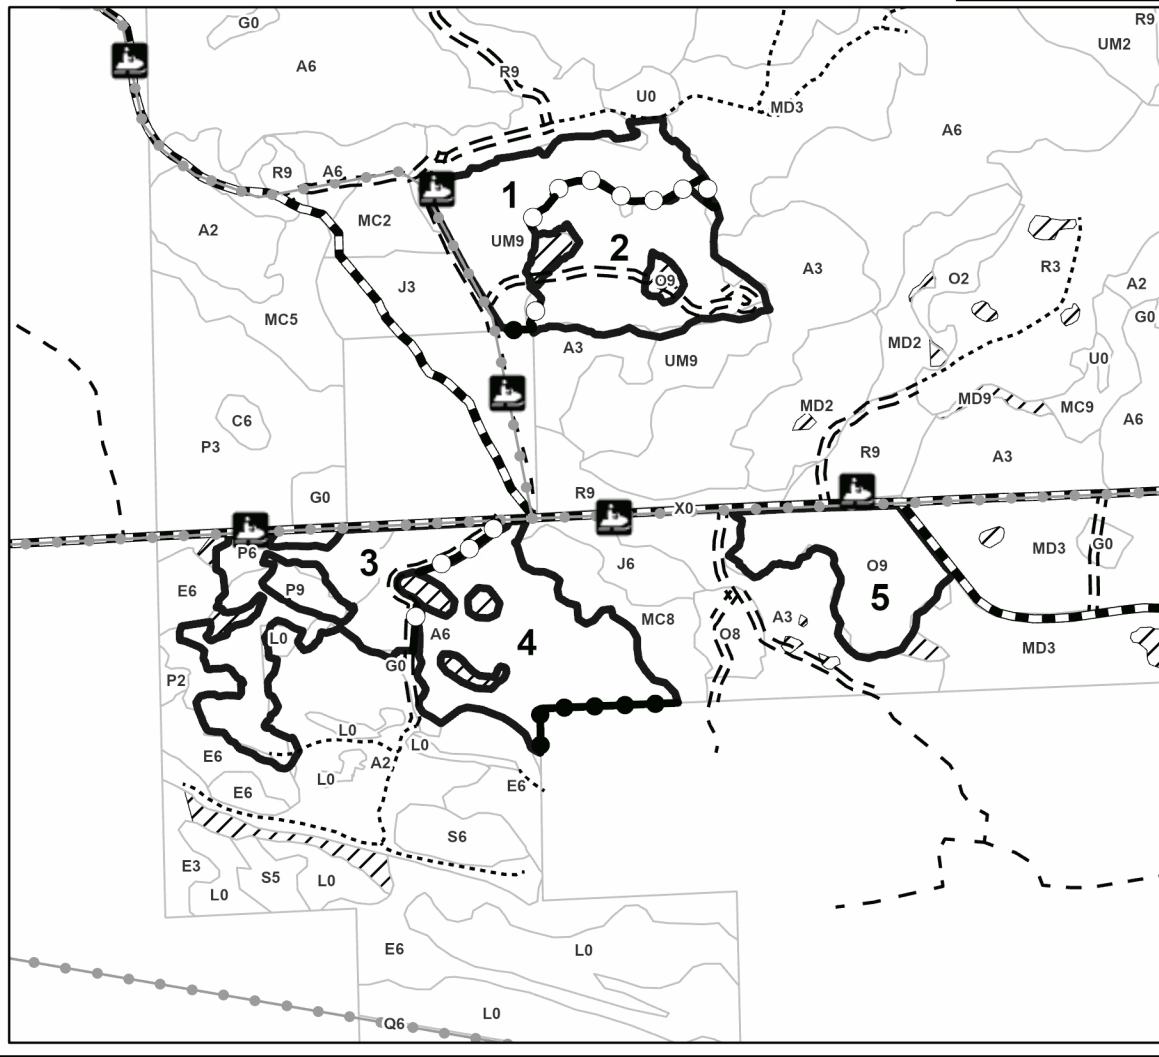 R9
G0
UM2
A6
R9
U0
MD3
A6
R9
A6
1
MC2
A2
UM9
2
A3
R3
O9
O2
J3
A2
MC5
G0
MD2
A3
UM9
U0
MD9
MD2
MC9
C6
A6
P3
R9
A3
R9
G0
X0
P6
3
J6
O9
MD3
G0
E6
P9
5
A3
MC8
L0
A6
4
O8
MD3
G0
P2
L0
L0
E6
A2
L0
E6
E6
S6
E3
S5
L0
L0
E6
L0
L0
Q6